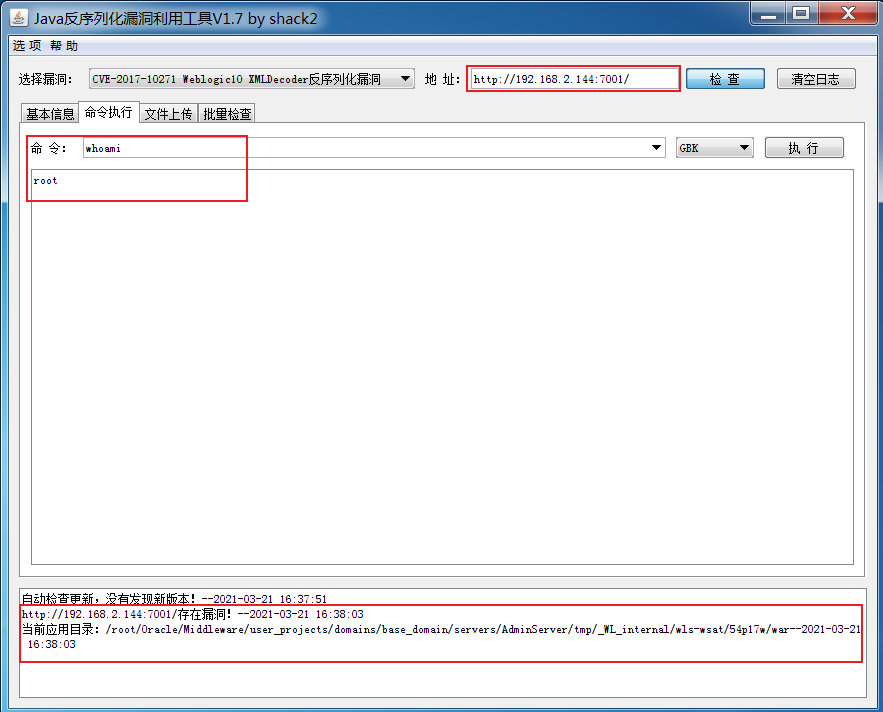 Java反序列化漏洞利用工具V1.7 by shack2
选项 帮助
选择漏洞： CVE-2017-10271 Weblogic10 XMLDecoder反序列化漏洞 地 址： http://192.168.2.144:7001/ 检 查 清空日志
基本信息 命令执行 文件上传 批量检查
命 令： whoami GBK 执 行
root
自动检查更新，没有发现新版本！--2021-03-21 16:37:51
http://192.168.2.144:7001/存在漏洞！--2021-03-21 16:38:03
当前应用目录：/root/Oracle/Middleware/user_projects/domains/base_domain/servers/AdminServer/tmp/_WL_internal/wls-wsat/54p17w/war--2021-03-21
16:38:03